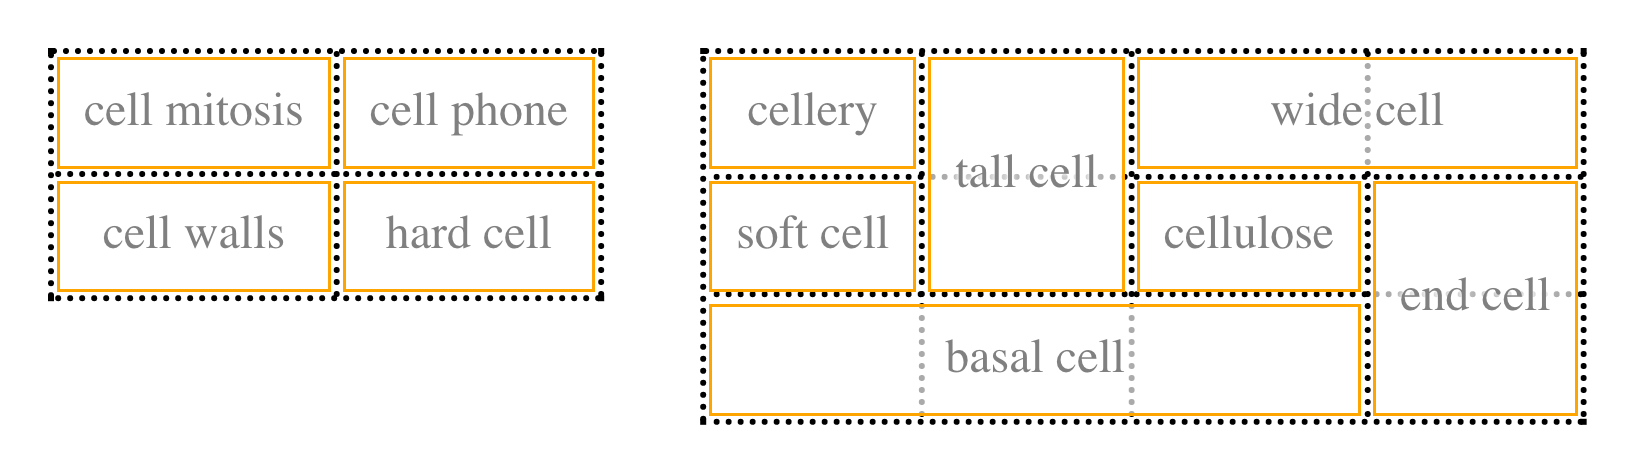 cell mitosis
cell phone
cell walls
hard cell
cellery
tall cell
wide cell
soft cell
cellulose
end cell
basal cell